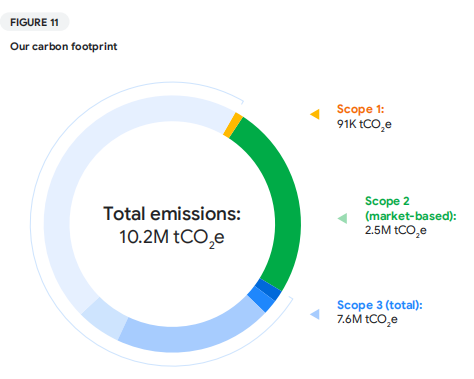 FIGURE 11
Our carbon footprint
Total emissions:
10.2M tCO₂e
Scope 1:
91K tCO₂e
Scope 2
(market-based):
2.5M tCO₂e
Scope 3 (total):
7.6M tCO₂e